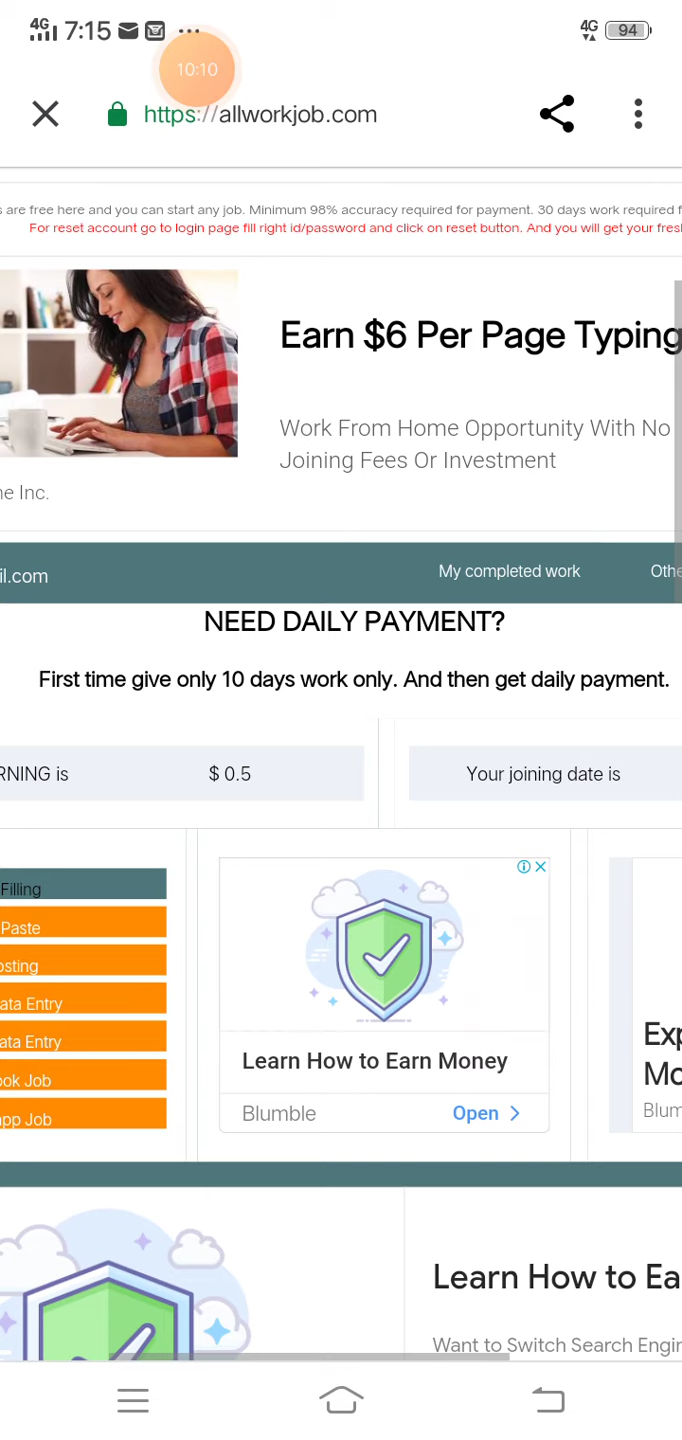 4G 7:15 ... 4G 94
10:10
https://allworkjob.com
s are free here and you can start any job. Minimum 98% accuracy required for payment. 30 days work required f
For reset account go to login page fill right id/password and click on reset button. And you will get your fresh
Earn $6 Per Page Typing
Work From Home Opportunity With No
Joining Fees Or Investment
ne Inc.
il.com My completed work Othe
NEED DAILY PAYMENT?
First time give only 10 days work only. And then get daily payment.
RNING is $ 0.5 Your joining date is
Filling
Paste
osting
ata Entry
ata Entry
ook Job
app Job
Learn How to Earn Money
Blumble Open
Exp
Mo
Blum
Learn How to Ea
Want to Switch Search Engin